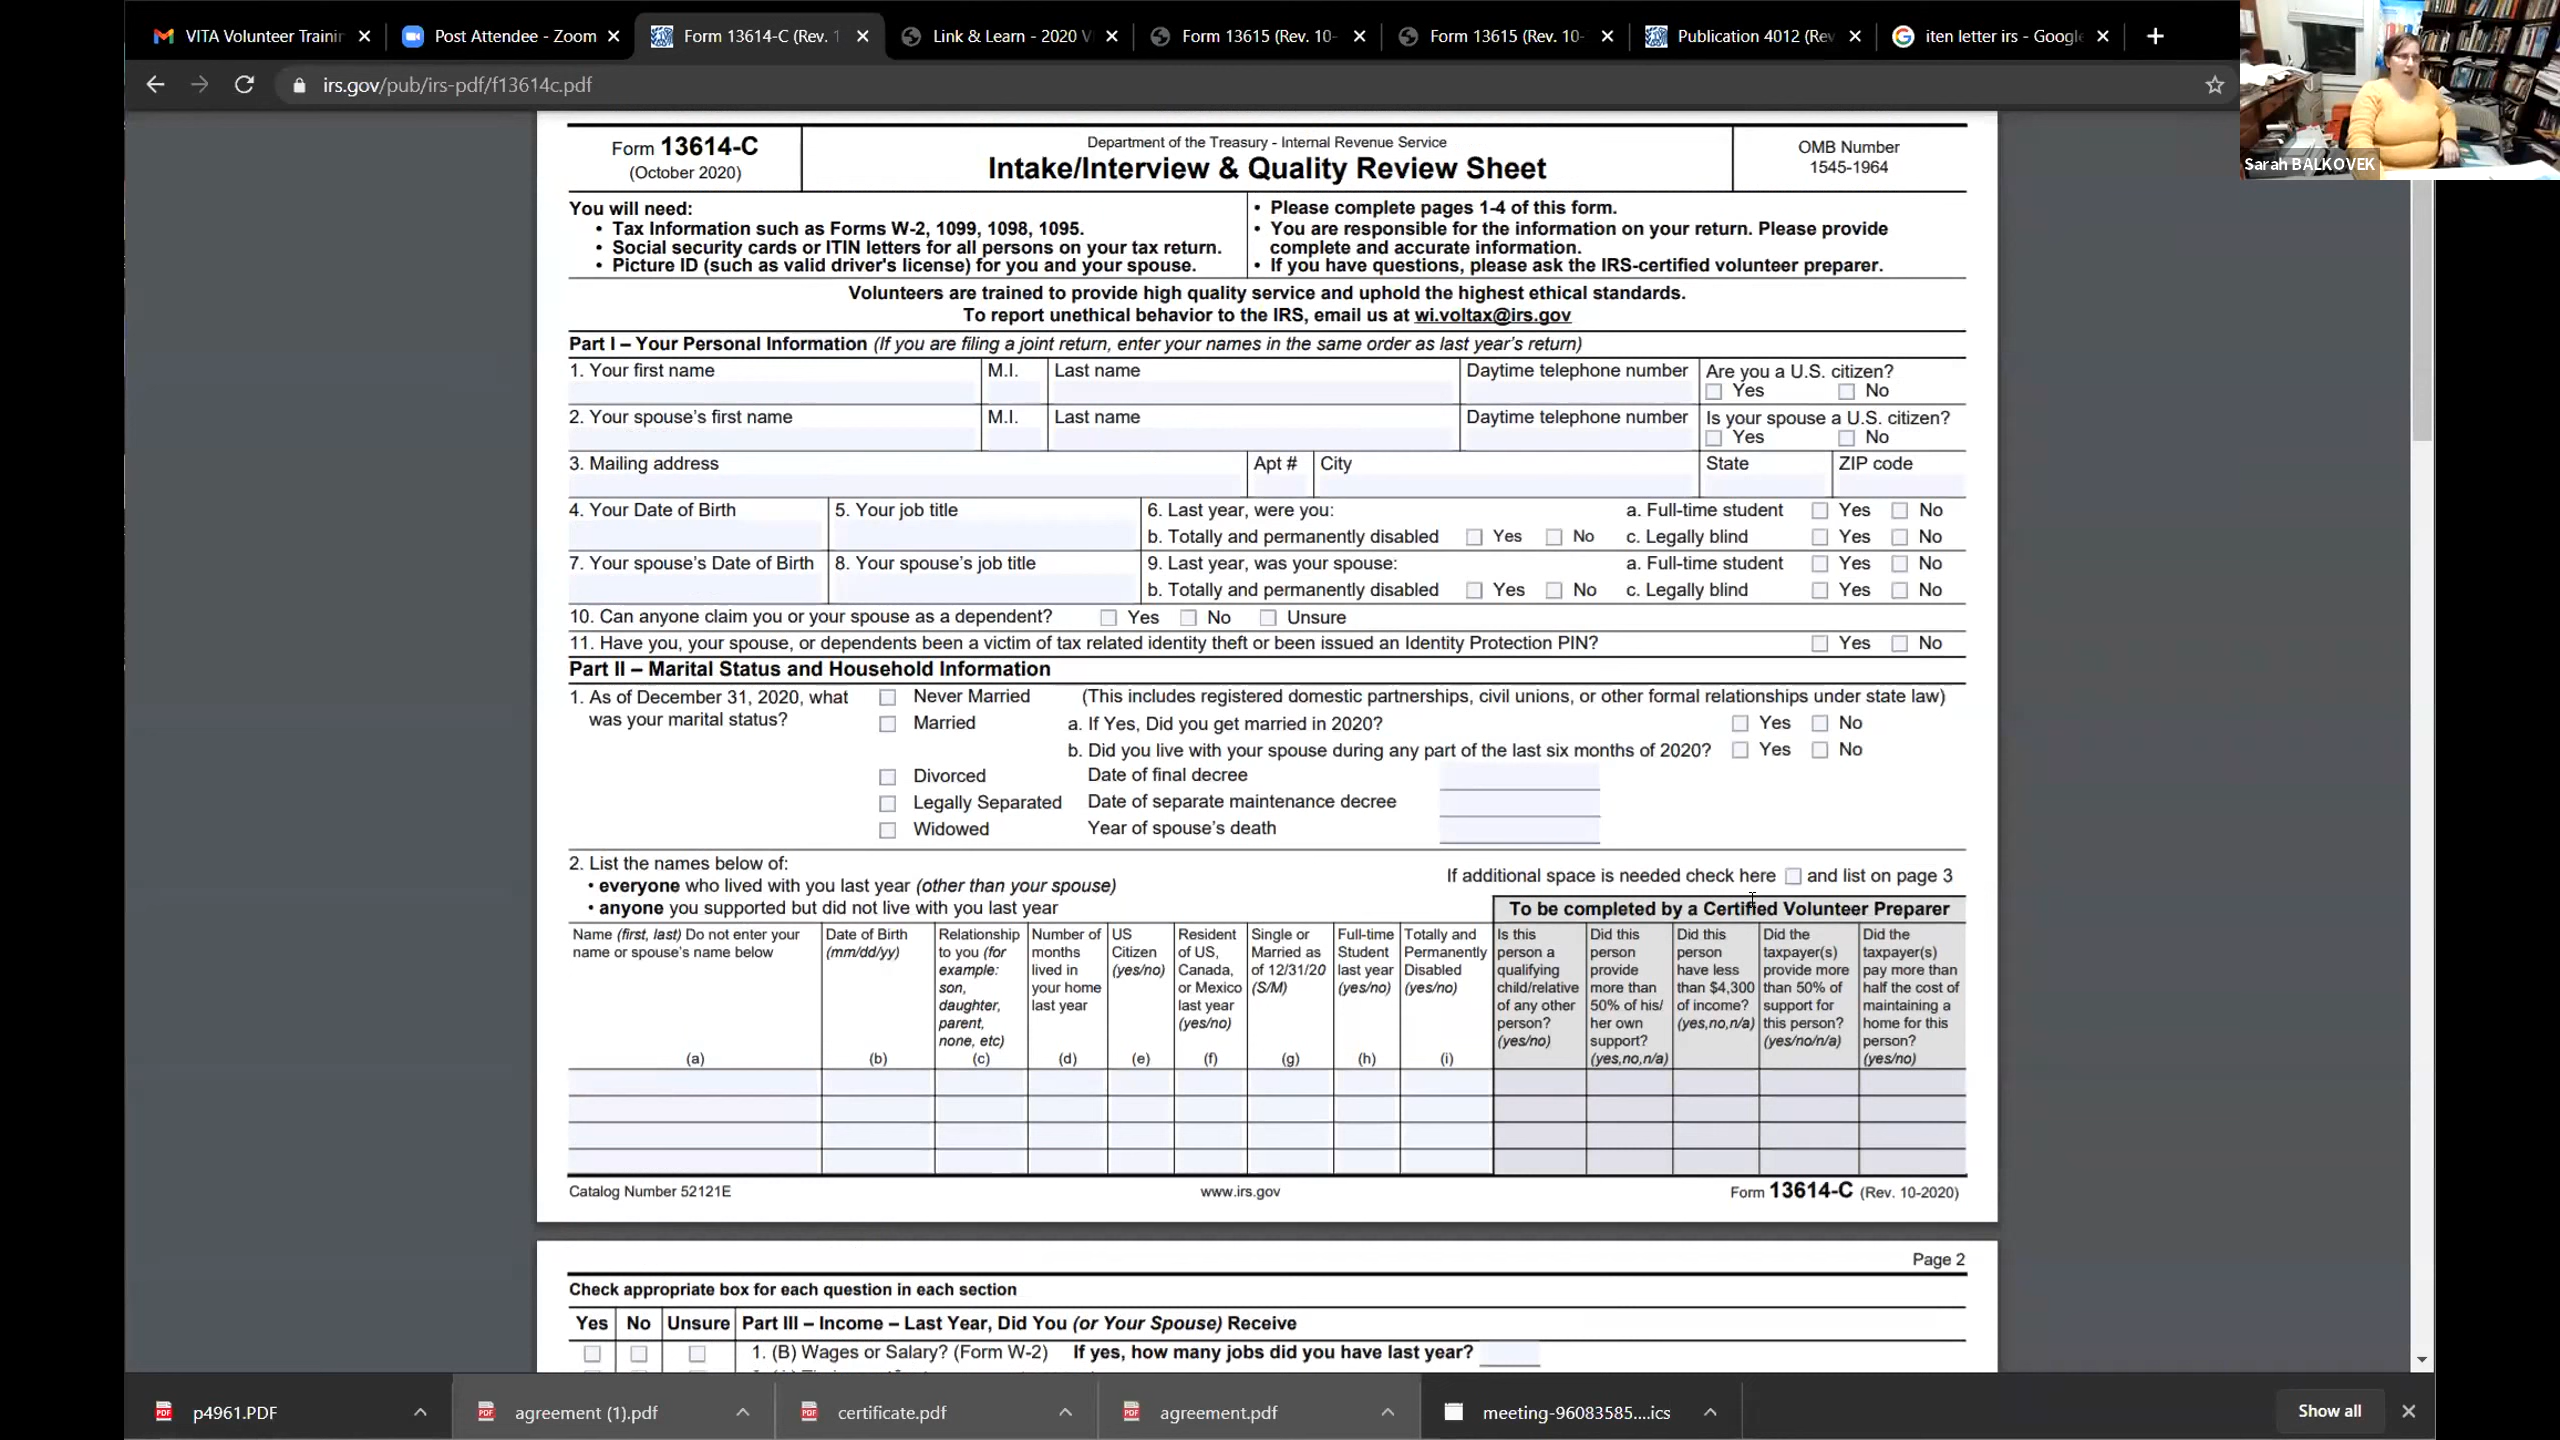 VITA Volunteer Trainin
Post Attendee - Zoom
Form 13614-C (Rev. 1
Link & Learn - 2020 V
Form 13615 (Rev. 10-
Form 13615 (Rev. 10-
Publication 4012 (Rev
iten letter irs - Google
irs.gov/pub/irs-pdf/f13614c.pdf
Sarah BALKOVEK
Form 13614-C
(October 2020)
Department of the Treasury - Internal Revenue Service
Intake/Interview & Quality Review Sheet
OMB Number
1545-1964
You will need:
• Tax Information such as Forms W-2, 1099, 1098, 1095.
• Social security cards or ITIN letters for all persons on your tax return.
• Picture ID (such as valid driver's license) for you and your spouse.
• Please complete pages 1-4 of this form.
• You are responsible for the information on your return. Please provide
complete and accurate information.
• If you have questions, please ask the IRS-certified volunteer preparer.
Volunteers are trained to provide high quality service and uphold the highest ethical standards.
To report unethical behavior to the IRS, email us at wi.voltax@irs.gov
Part I – Your Personal Information (If you are filing a joint return, enter your names in the same order as last year's return)
1. Your first name M.I. Last name Daytime telephone number Are you a U.S. citizen?
Yes No
2. Your spouse's first name M.I. Last name Daytime telephone number Is your spouse a U.S. citizen?
Yes No
3. Mailing address Apt # City State ZIP code
4. Your Date of Birth 5. Your job title 6. Last year, were you: a. Full-time student Yes No
b. Totally and permanently disabled Yes No c. Legally blind Yes No
7. Your spouse's Date of Birth 8. Your spouse's job title 9. Last year, was your spouse: a. Full-time student Yes No
b. Totally and permanently disabled Yes No c. Legally blind Yes No
10. Can anyone claim you or your spouse as a dependent? Yes No Unsure
11. Have you, your spouse, or dependents been a victim of tax related identity theft or been issued an Identity Protection PIN? Yes No
Part II – Marital Status and Household Information
1. As of December 31, 2020, what
was your marital status?
Never Married (This includes registered domestic partnerships, civil unions, or other formal relationships under state law)
Married a. If Yes, Did you get married in 2020? Yes No
b. Did you live with your spouse during any part of the last six months of 2020? Yes No
Divorced Date of final decree
Legally Separated Date of separate maintenance decree
Widowed Year of spouse's death
2. List the names below of:
• everyone who lived with you last year (other than your spouse)
• anyone you supported but did not live with you last year
If additional space is needed check here and list on page 3
To be completed by a Certified Volunteer Preparer
Name (first, last) Do not enter your
name or spouse's name below
(a)
Date of Birth
(mm/dd/yy)
(b)
Relationship
to you (for
example:
son,
daughter,
parent,
none, etc)
(c)
Number of
months
lived in
your home
last year
(d)
US
Citizen
(yes/no)
(e)
Resident
of US,
Canada,
or Mexico
last year
(yes/no)
(f)
Single or
Married as
of 12/31/20
(S/M)
(g)
Full-time
Student
last year
(yes/no)
(h)
Totally and
Permanently
Disabled
(yes/no)
(i)
Is this
person a
qualifying
child/relative
of any other
person?
(yes/no)
Did this
person
provide
more than
50% of his/
her own
support?
(yes,no,n/a)
Did this
person
have less
than $4,300
of income?
(yes,no,n/a)
Did the
taxpayer(s)
provide more
than 50% of
support for
this person?
(yes/no/n/a)
Did the
taxpayer(s)
pay more than
half the cost of
maintaining a
home for this
person?
(yes/no)
Catalog Number 52121E www.irs.gov Form 13614-C (Rev. 10-2020)
Page 2
Check appropriate box for each question in each section
Yes No Unsure Part III – Income – Last Year, Did You (or Your Spouse) Receive
1. (B) Wages or Salary? (Form W-2) If yes, how many jobs did you have last year?
p4961.PDF
agreement (1).pdf
certificate.pdf
agreement.pdf
meeting-96083585....ics
Show all